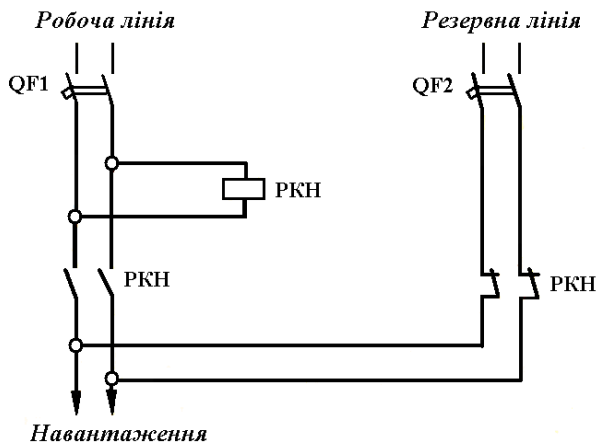 Робоча лінія
Резервна лінія
QF1
QF2
РКН
РКН
РКН
Навантаження